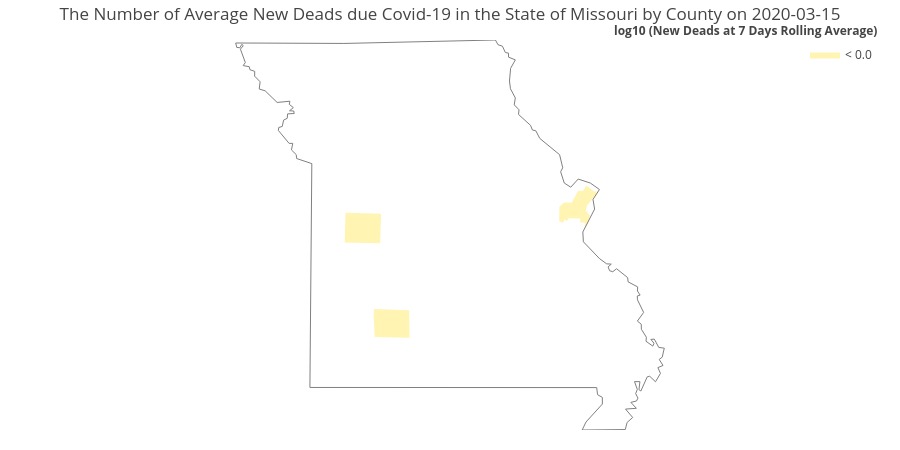 The Number of Average New Deads due Covid-19 in the State of Missouri by County on 2020-03-15
log10 (New Deads at 7 Days Rolling Average)
< 0.0